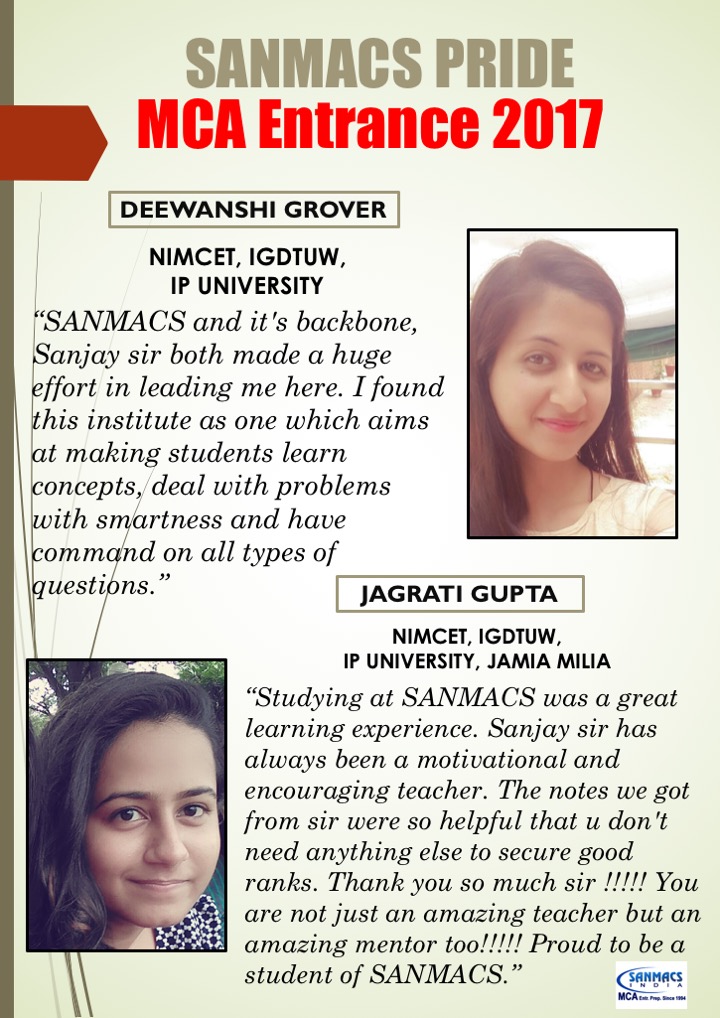 SANMACS PRIDE
MCA Entrance 2017
DEEWANSHI GROVER
NIMCET, IGDTUW,
IP UNIVERSITY
“SANMACS and it's backbone,
Sanjay sir both made a huge
effort in leading me here. I found
this institute as one which aims
at making students learn
concepts, deal with problems
with smartness and have
command on all types of
questions.”
JAGRATI GUPTA
NIMCET, IGDTUW,
IP UNIVERSITY, JAMIA MILIA
“Studying at SANMACS was a great
learning experience. Sanjay sir has
always been a motivational and
encouraging teacher. The notes we got
from sir were so helpful that u don't
need anything else to secure good
ranks. Thank you so much sir !!!!! You
are not just an amazing teacher but an
amazing mentor too!!!!! Proud to be a
student of SANMACS.”
SANMACS
INDIA
MCA Entr. Prep. Since 1994